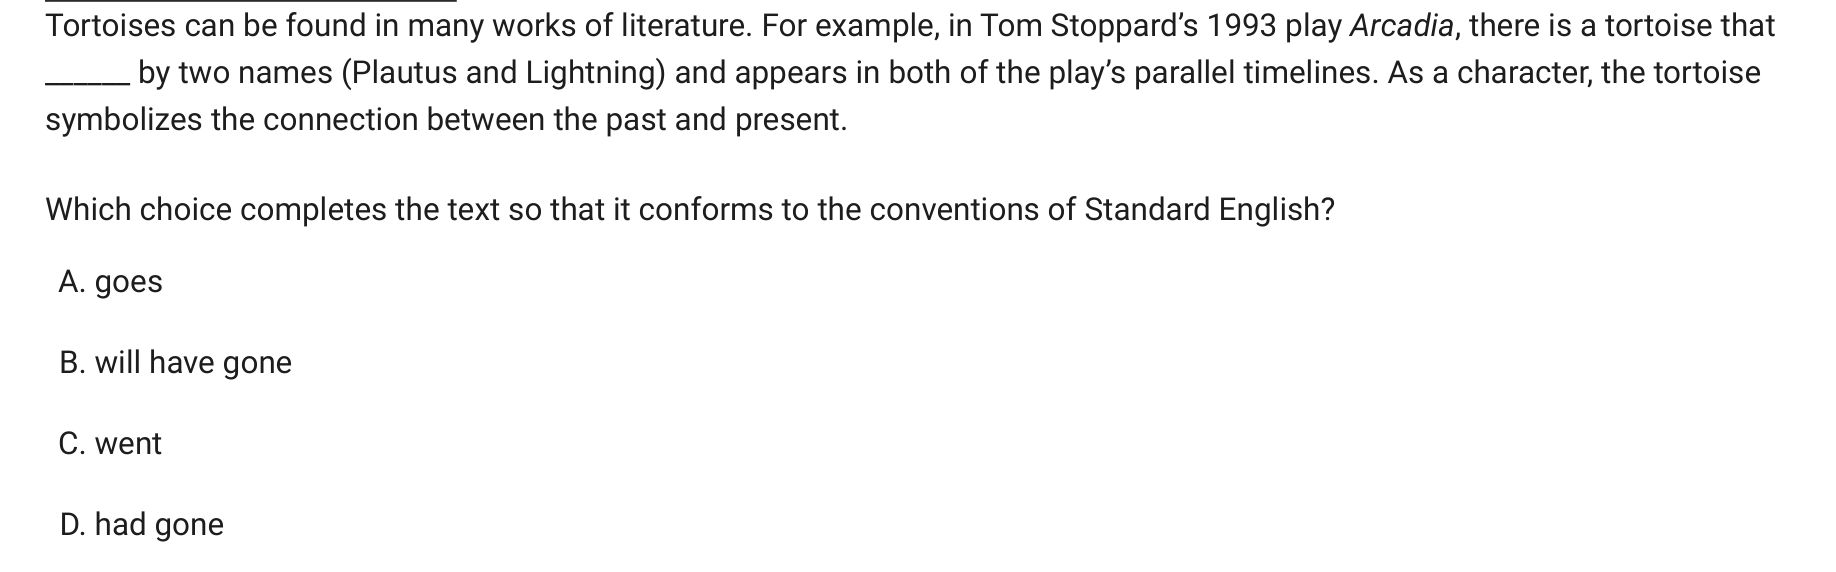 Tortoises can be found in many works of literature. For example, in Tom Stoppard’s 1993 play Arcadia, there is a tortoise that
______ by two names (Plautus and Lightning) and appears in both of the play’s parallel timelines. As a character, the tortoise
symbolizes the connection between the past and present.
Which choice completes the text so that it conforms to the conventions of Standard English?
A. goes
B. will have gone
C. went
D. had gone